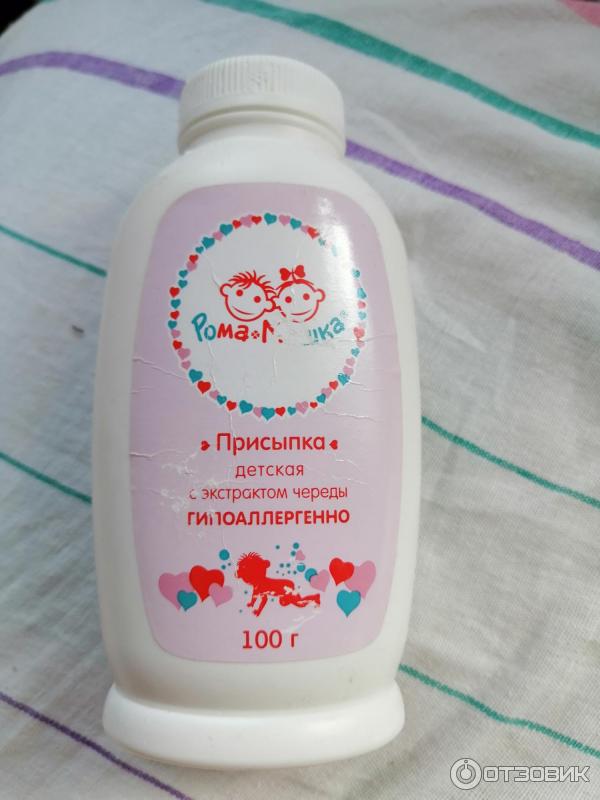 Рома
Присыпка
детская
с экстрактом череды
ГИПОАЛЛЕРГЕННО
100 г
ОТЗОВИК